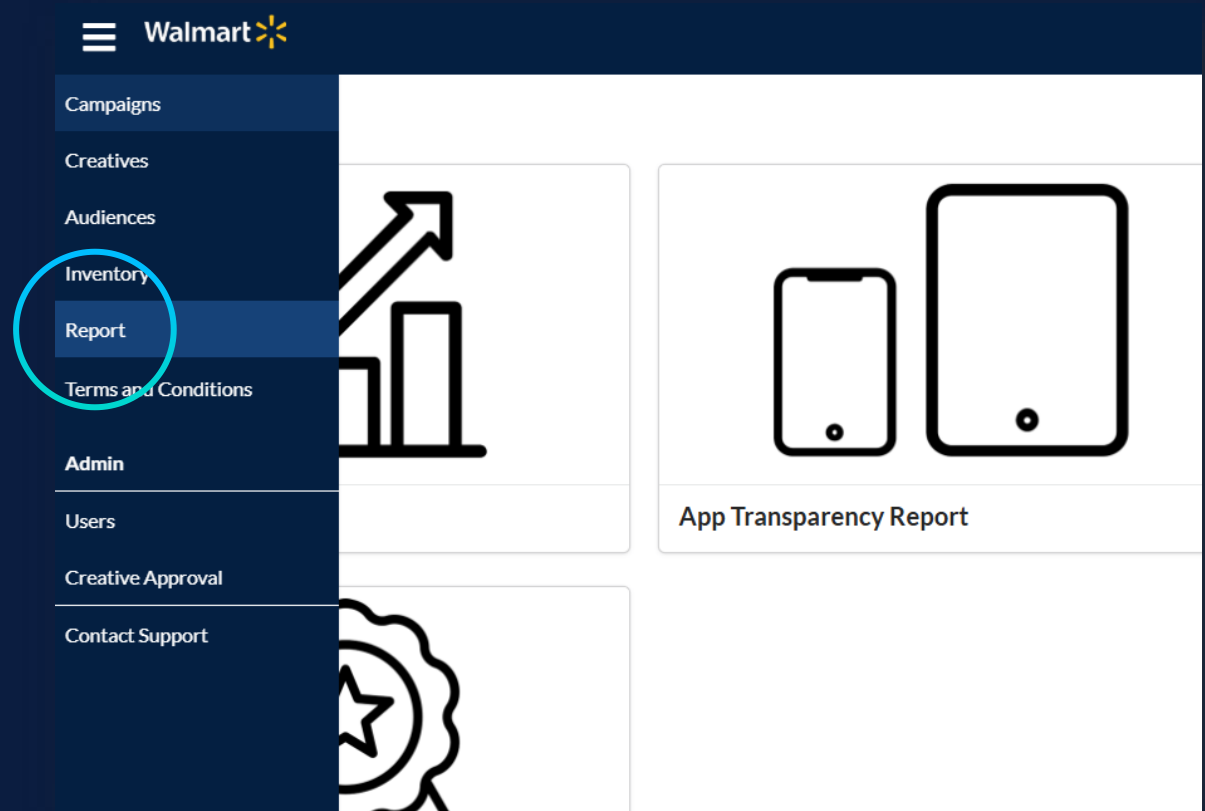 Walmart
Campaigns
Creatives
Audiences
Inventory
Report
Terms and Conditions
Admin
Users
Creative Approval
Contact Support
App Transparency Report